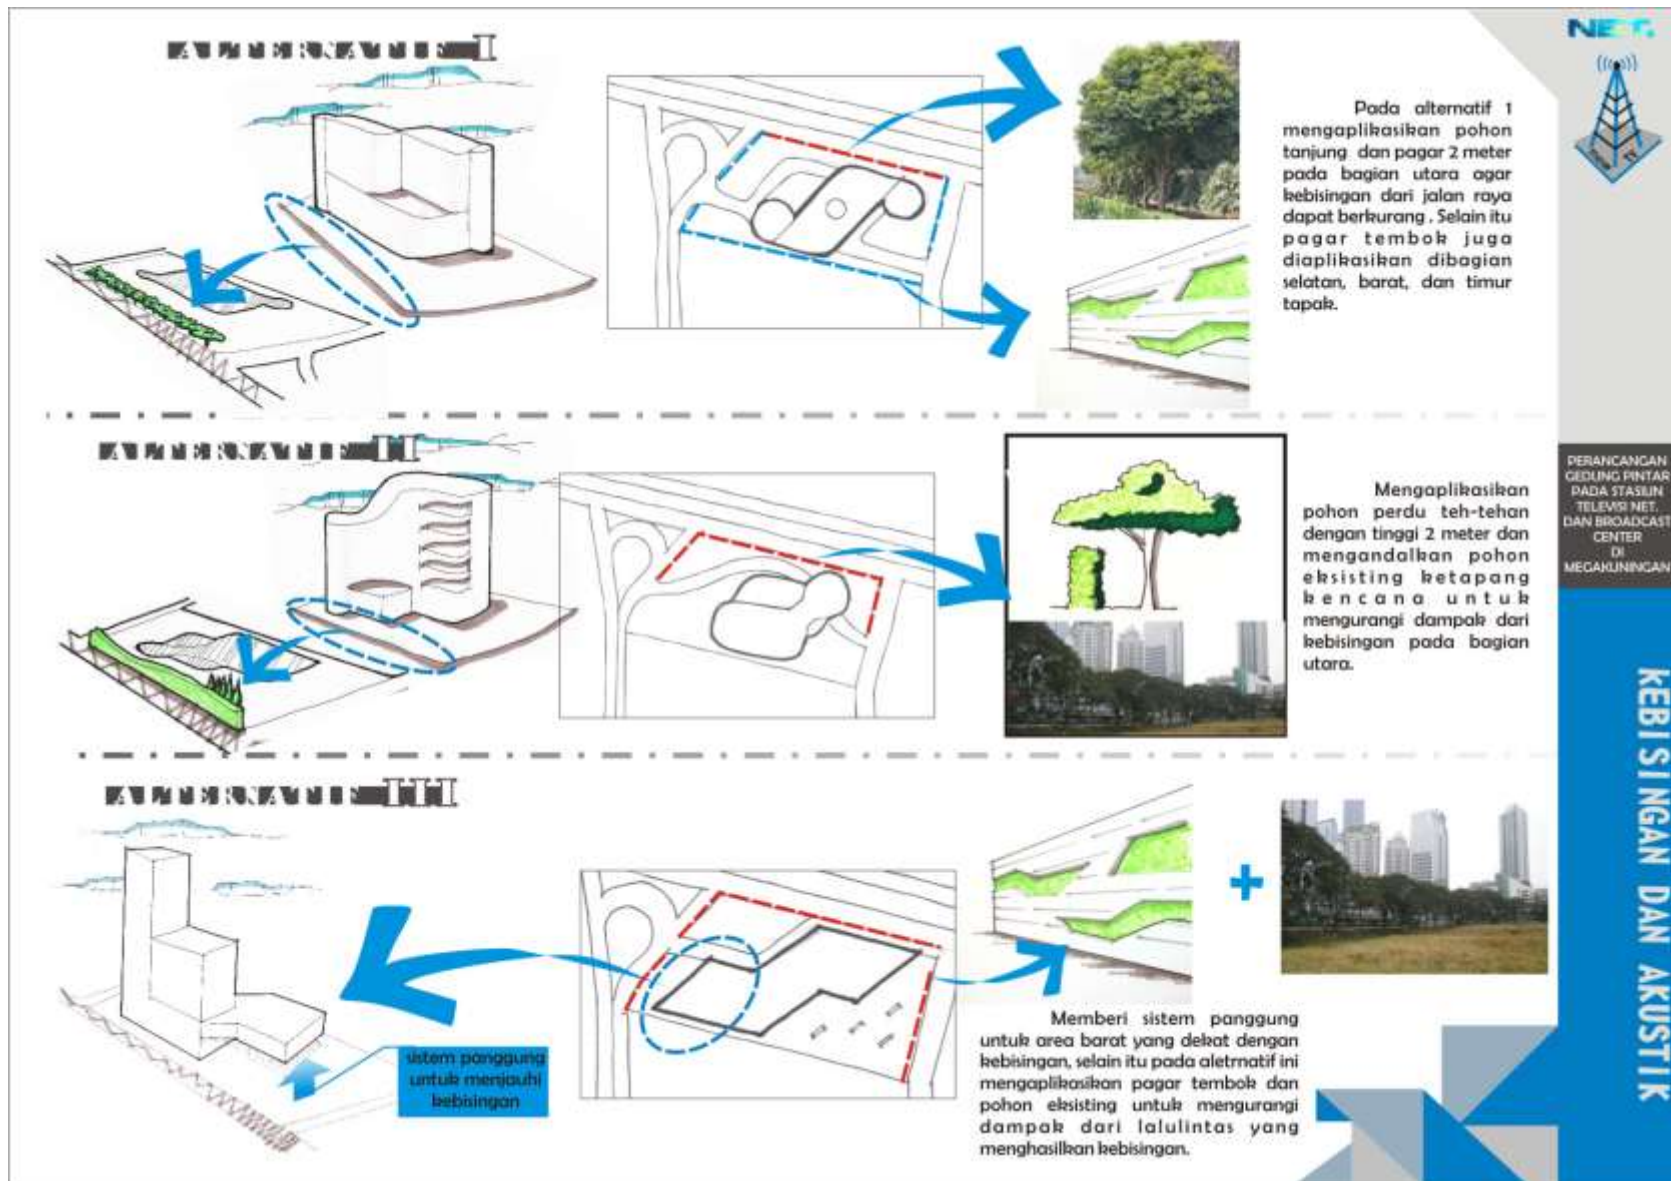 ALTERNATIF I
Pada alternatif 1
mengaplikasikan pohon
tanjung dan pagar 2 meter
pada bagian utara agar
kebisingan dari jalan raya
dapat berkurang . Selain itu
pagar tembok juga
diaplikasikan dibagian
selatan, barat, dan timur
tapak.
ALTERNATIF II
Mengaplikasikan
pohon perdu teh-tehan
dengan tinggi 2 meter dan
mengandalkan pohon
eksisting ketapang
kencana untuk
mengurangi dampak dari
kebisingan pada bagian
utara.
ALTERNATIF III
sistem panggung
untuk menjauhi
kebisingan
+
Memberi sistem panggung
untuk area barat yang dekat dengan
kebisingan, selain itu pada aletrnatif ini
mengaplikasikan pagar tembok dan
pohon eksisting untuk mengurangi
dampak dari lalulintas yang
menghasilkan kebisingan.
NET.
PERANCANGAN
GEDUNG PINTAR
PADA STASIUN
TELEVISI NET.
DAN BROADCAST
CENTER
DI
MEGAKUNINGAN
KEBISINGAN DAN AKUSTIK